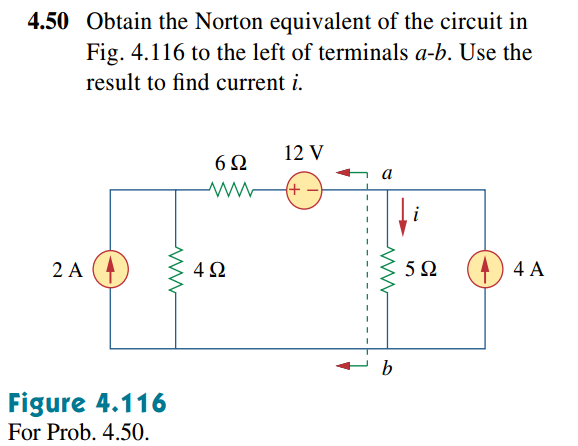 4.50 Obtain the Norton equivalent of the circuit in
Fig. 4.116 to the left of terminals a-b. Use the
result to find current i.
12 V
6 Ω
+ −
a
i
2 A
4 Ω
5 Ω
4 A
b
Figure 4.116
For Prob. 4.50.